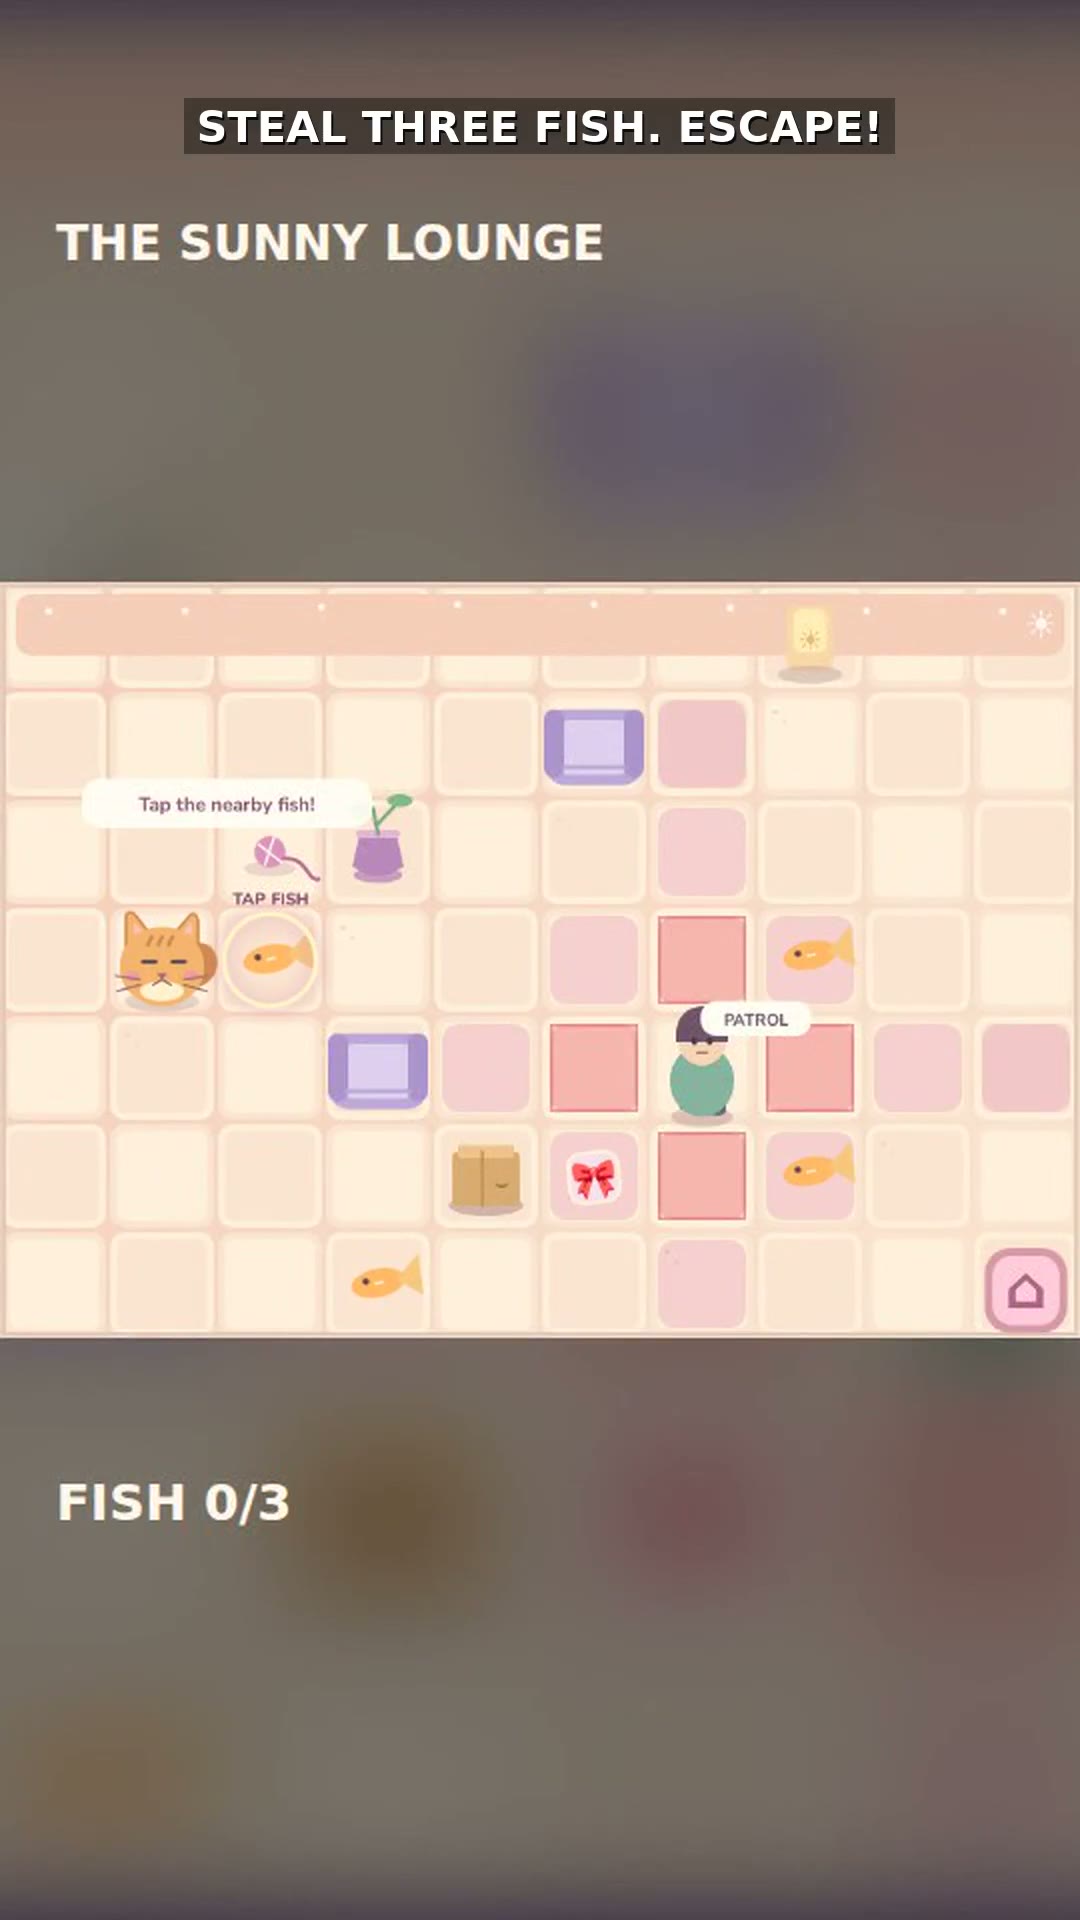 STEAL THREE FISH. ESCAPE!
THE SUNNY LOUNGE
Tap the nearby fish!
TAP FISH
PATROL
FISH 0/3